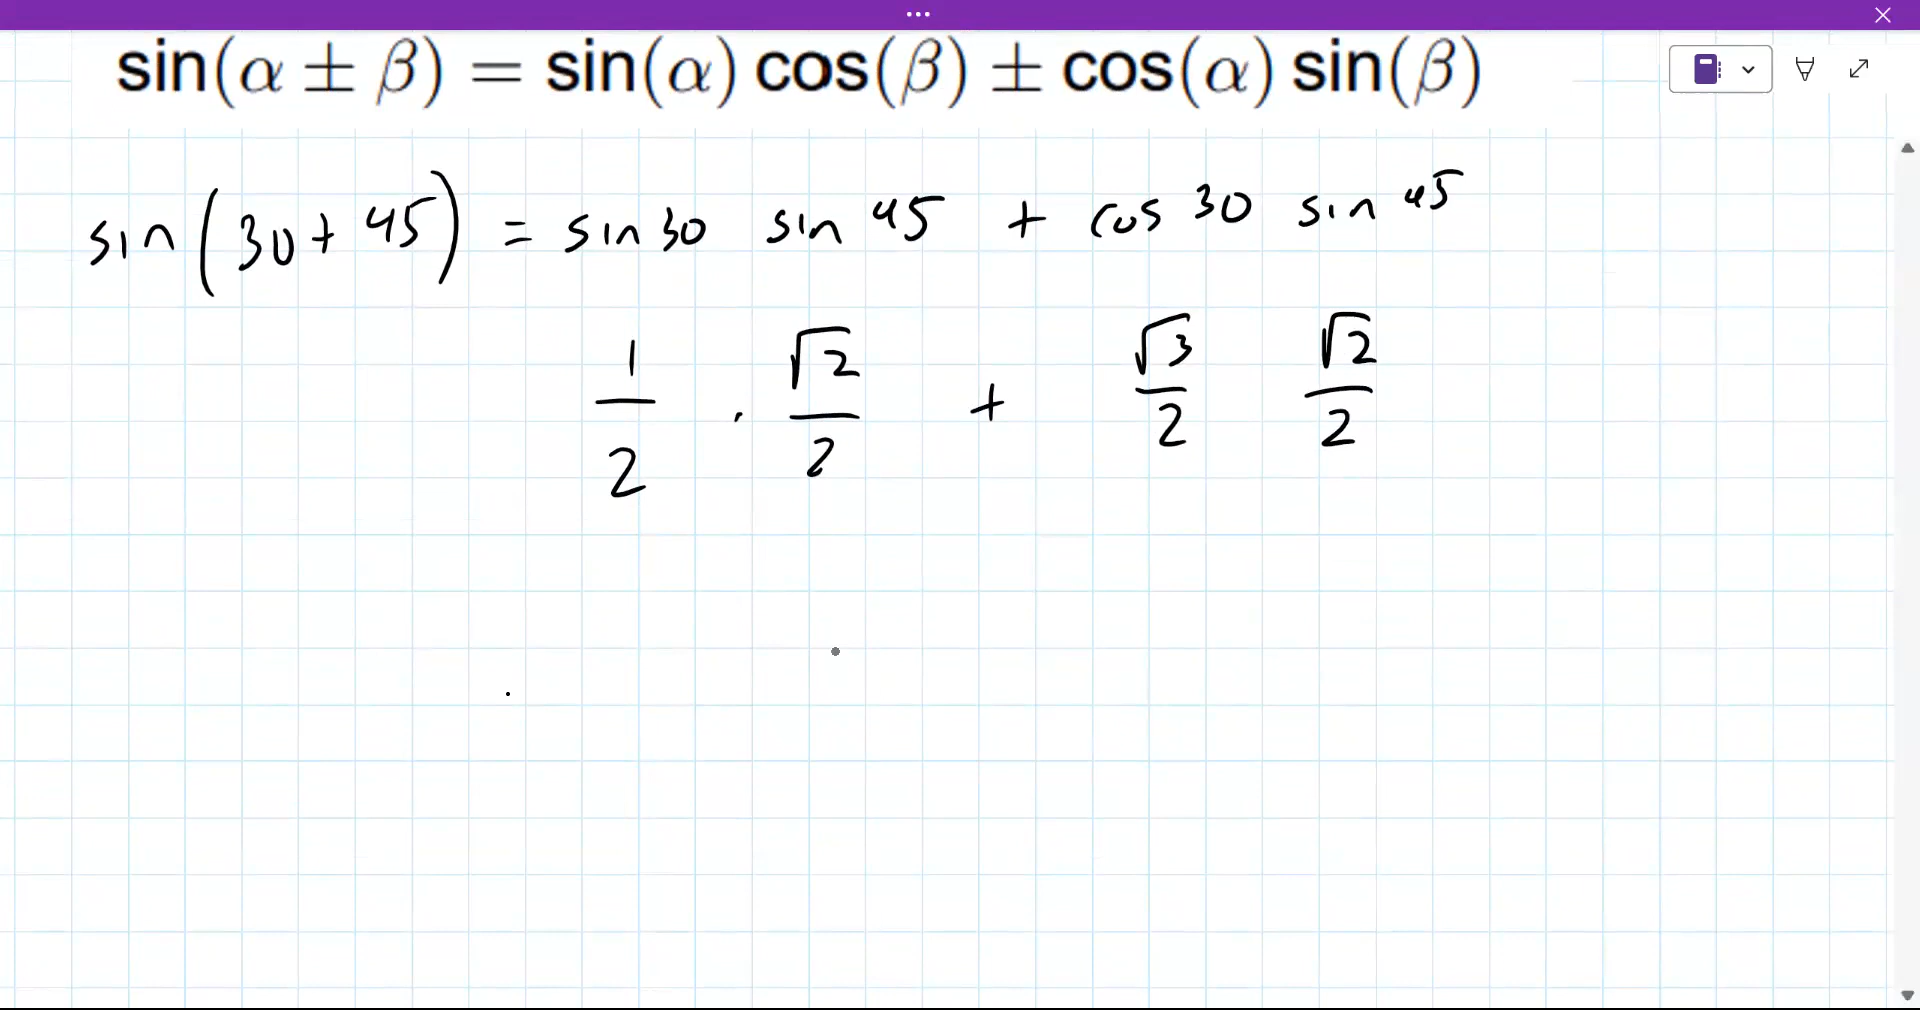 sin(α ± β) = sin(α) cos(β) ± cos(α) sin(β)
sin(30+45) = sin 30 sin 45 + cos 30 sin 45
1/2 · √2/2 + √3/2 √2/2